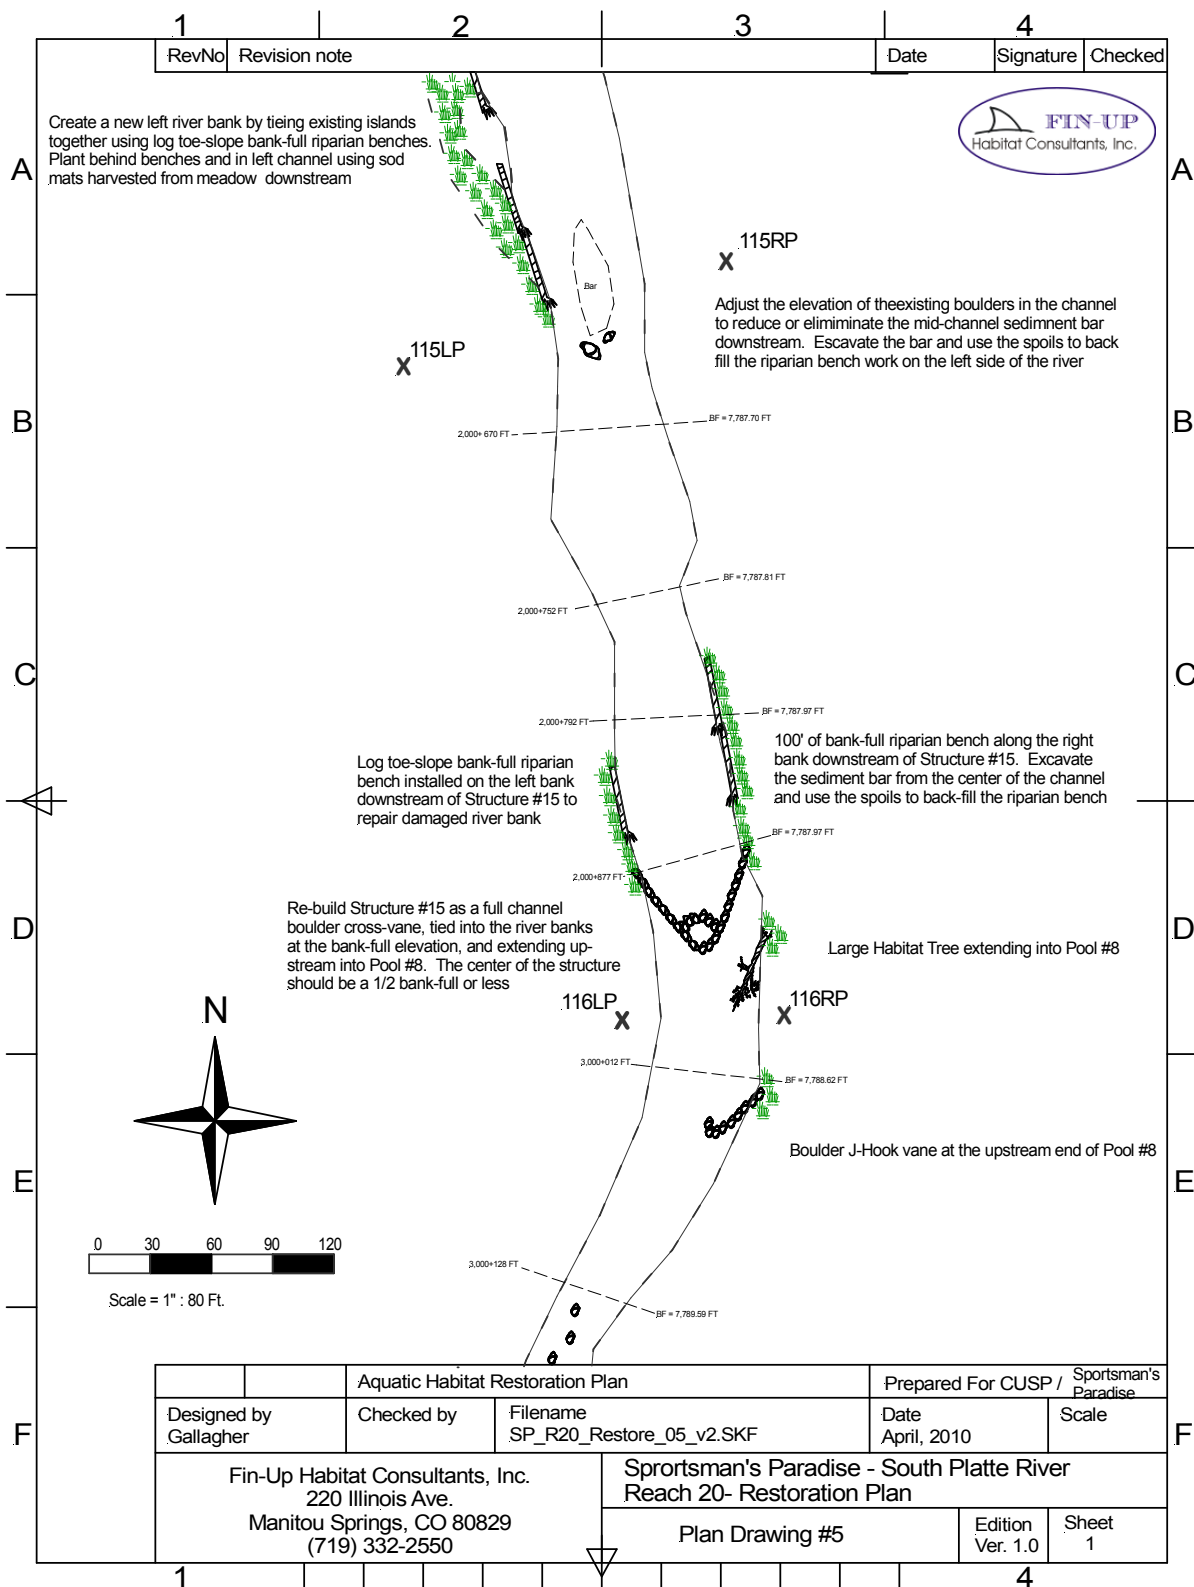 1 2 3 4
RevNo Revision note Date Signature Checked
Create a new left river bank by tieing existing islands
together using log toe-slope bank-full riparian benches.
Plant behind benches and in left channel using sod
mats harvested from meadow downstream
FIN-UP
Habitat Consultants, Inc.
A A
115RP
Bar
Adjust the elevation of theexisting boulders in the channel
to reduce or elimiminate the mid-channel sedimnent bar
downstream. Escavate the bar and use the spoils to back
fill the riparian bench work on the left side of the river
115LP
B B
2,000+ 670 FT BF = 7,787.70 FT
BF = 7,787.81 FT
2,000+752 FT
C C
2,000+792 FT BF = 7,787.97 FT
Log toe-slope bank-full riparian
bench installed on the left bank
downstream of Structure #15 to
repair damaged river bank
100' of bank-full riparian bench along the right
bank downstream of Structure #15. Excavate
the sediment bar from the center of the channel
and use the spoils to back-fill the riparian bench
BF = 7,787.97 FT
2,000+877 FT
Re-build Structure #15 as a full channel
boulder cross-vane, tied into the river banks
at the bank-full elevation, and extending up-
stream into Pool #8. The center of the structure
should be a 1/2 bank-full or less
D D
Large Habitat Tree extending into Pool #8
116LP 116RP
N
3,000+012 FT BF = 7,788.62 FT
Boulder J-Hook vane at the upstream end of Pool #8
E E
0 30 60 90 120
Scale = 1" : 80 Ft.
3,000+128 FT
BF = 7,789.59 FT
Aquatic Habitat Restoration Plan Prepared For CUSP / Sportsman's
Paradise
F F
Designed by
Gallagher
Checked by
Filename
SP_R20_Restore_05_v2.SKF
Date
April, 2010
Scale
Fin-Up Habitat Consultants, Inc.
220 Illinois Ave.
Manitou Springs, CO 80829
(719) 332-2550
Sprortsman's Paradise - South Platte River
Reach 20- Restoration Plan
Plan Drawing #5
Edition
Ver. 1.0
Sheet
1
1 4